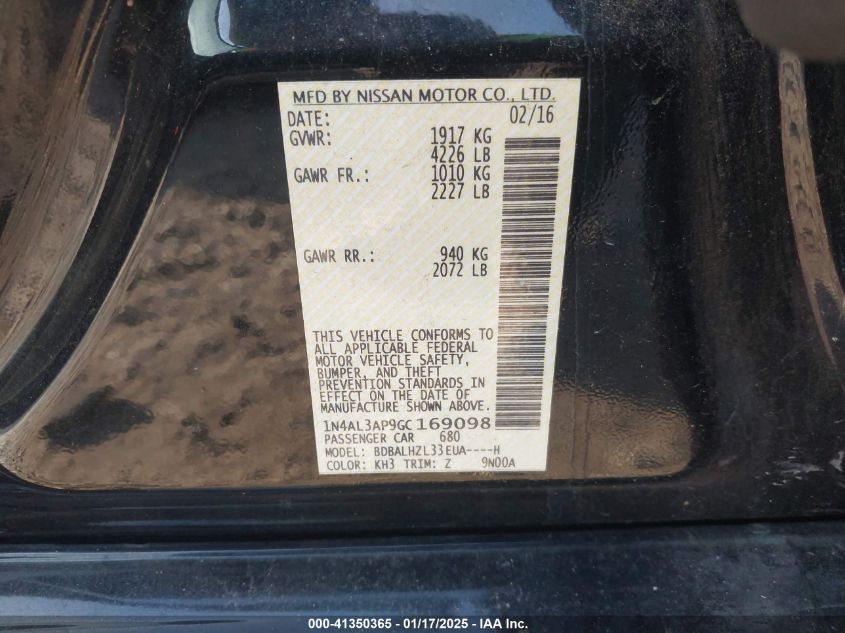 MFD BY NISSAN MOTOR CO., LTD.
DATE: 02/16
GVWR: 1917 KG
4226 LB
GAWR FR.: 1010 KG
2227 LB
GAWR RR.: 940 KG
2072 LB
THIS VEHICLE CONFORMS TO
ALL APPLICABLE FEDERAL
MOTOR VEHICLE SAFETY,
BUMPER, AND THEFT
PREVENTION STANDARDS IN
EFFECT ON THE DATE OF
MANUFACTURE SHOWN ABOVE.
1N4AL3AP9GC169098
PASSENGER CAR 680
MODEL: BDBALHZL33EUA----H
COLOR: KH3 TRIM: Z 9N00A
000-41350365 - 01/17/2025 - IAA Inc.